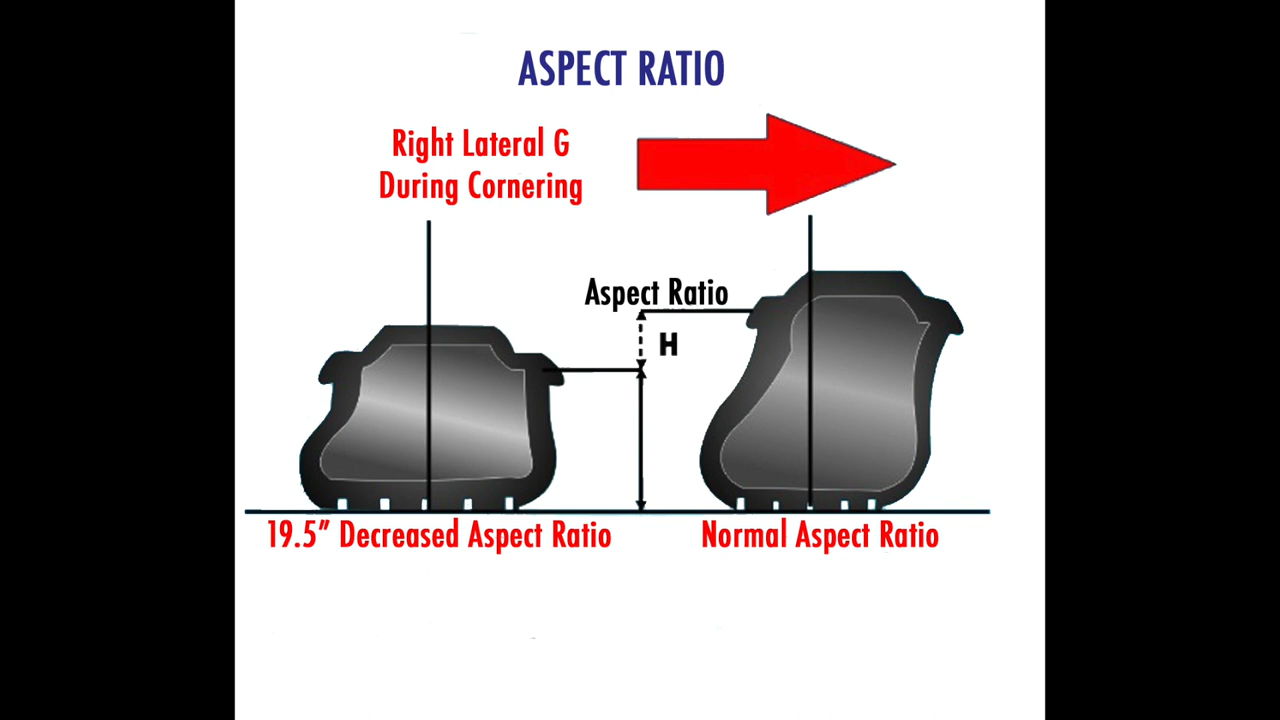 ASPECT RATIO
Right Lateral G
During Cornering
Aspect Ratio
H
19.5” Decreased Aspect Ratio
Normal Aspect Ratio